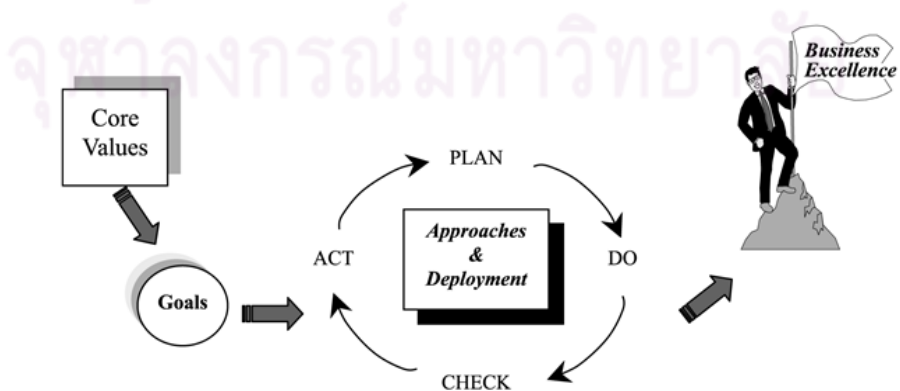 จุฬาลงกรณ์มหาวิทยาลัย
Business
Excellence
Core
Values
PLAN
Approaches
&
Deployment
ACT
DO
Goals
CHECK